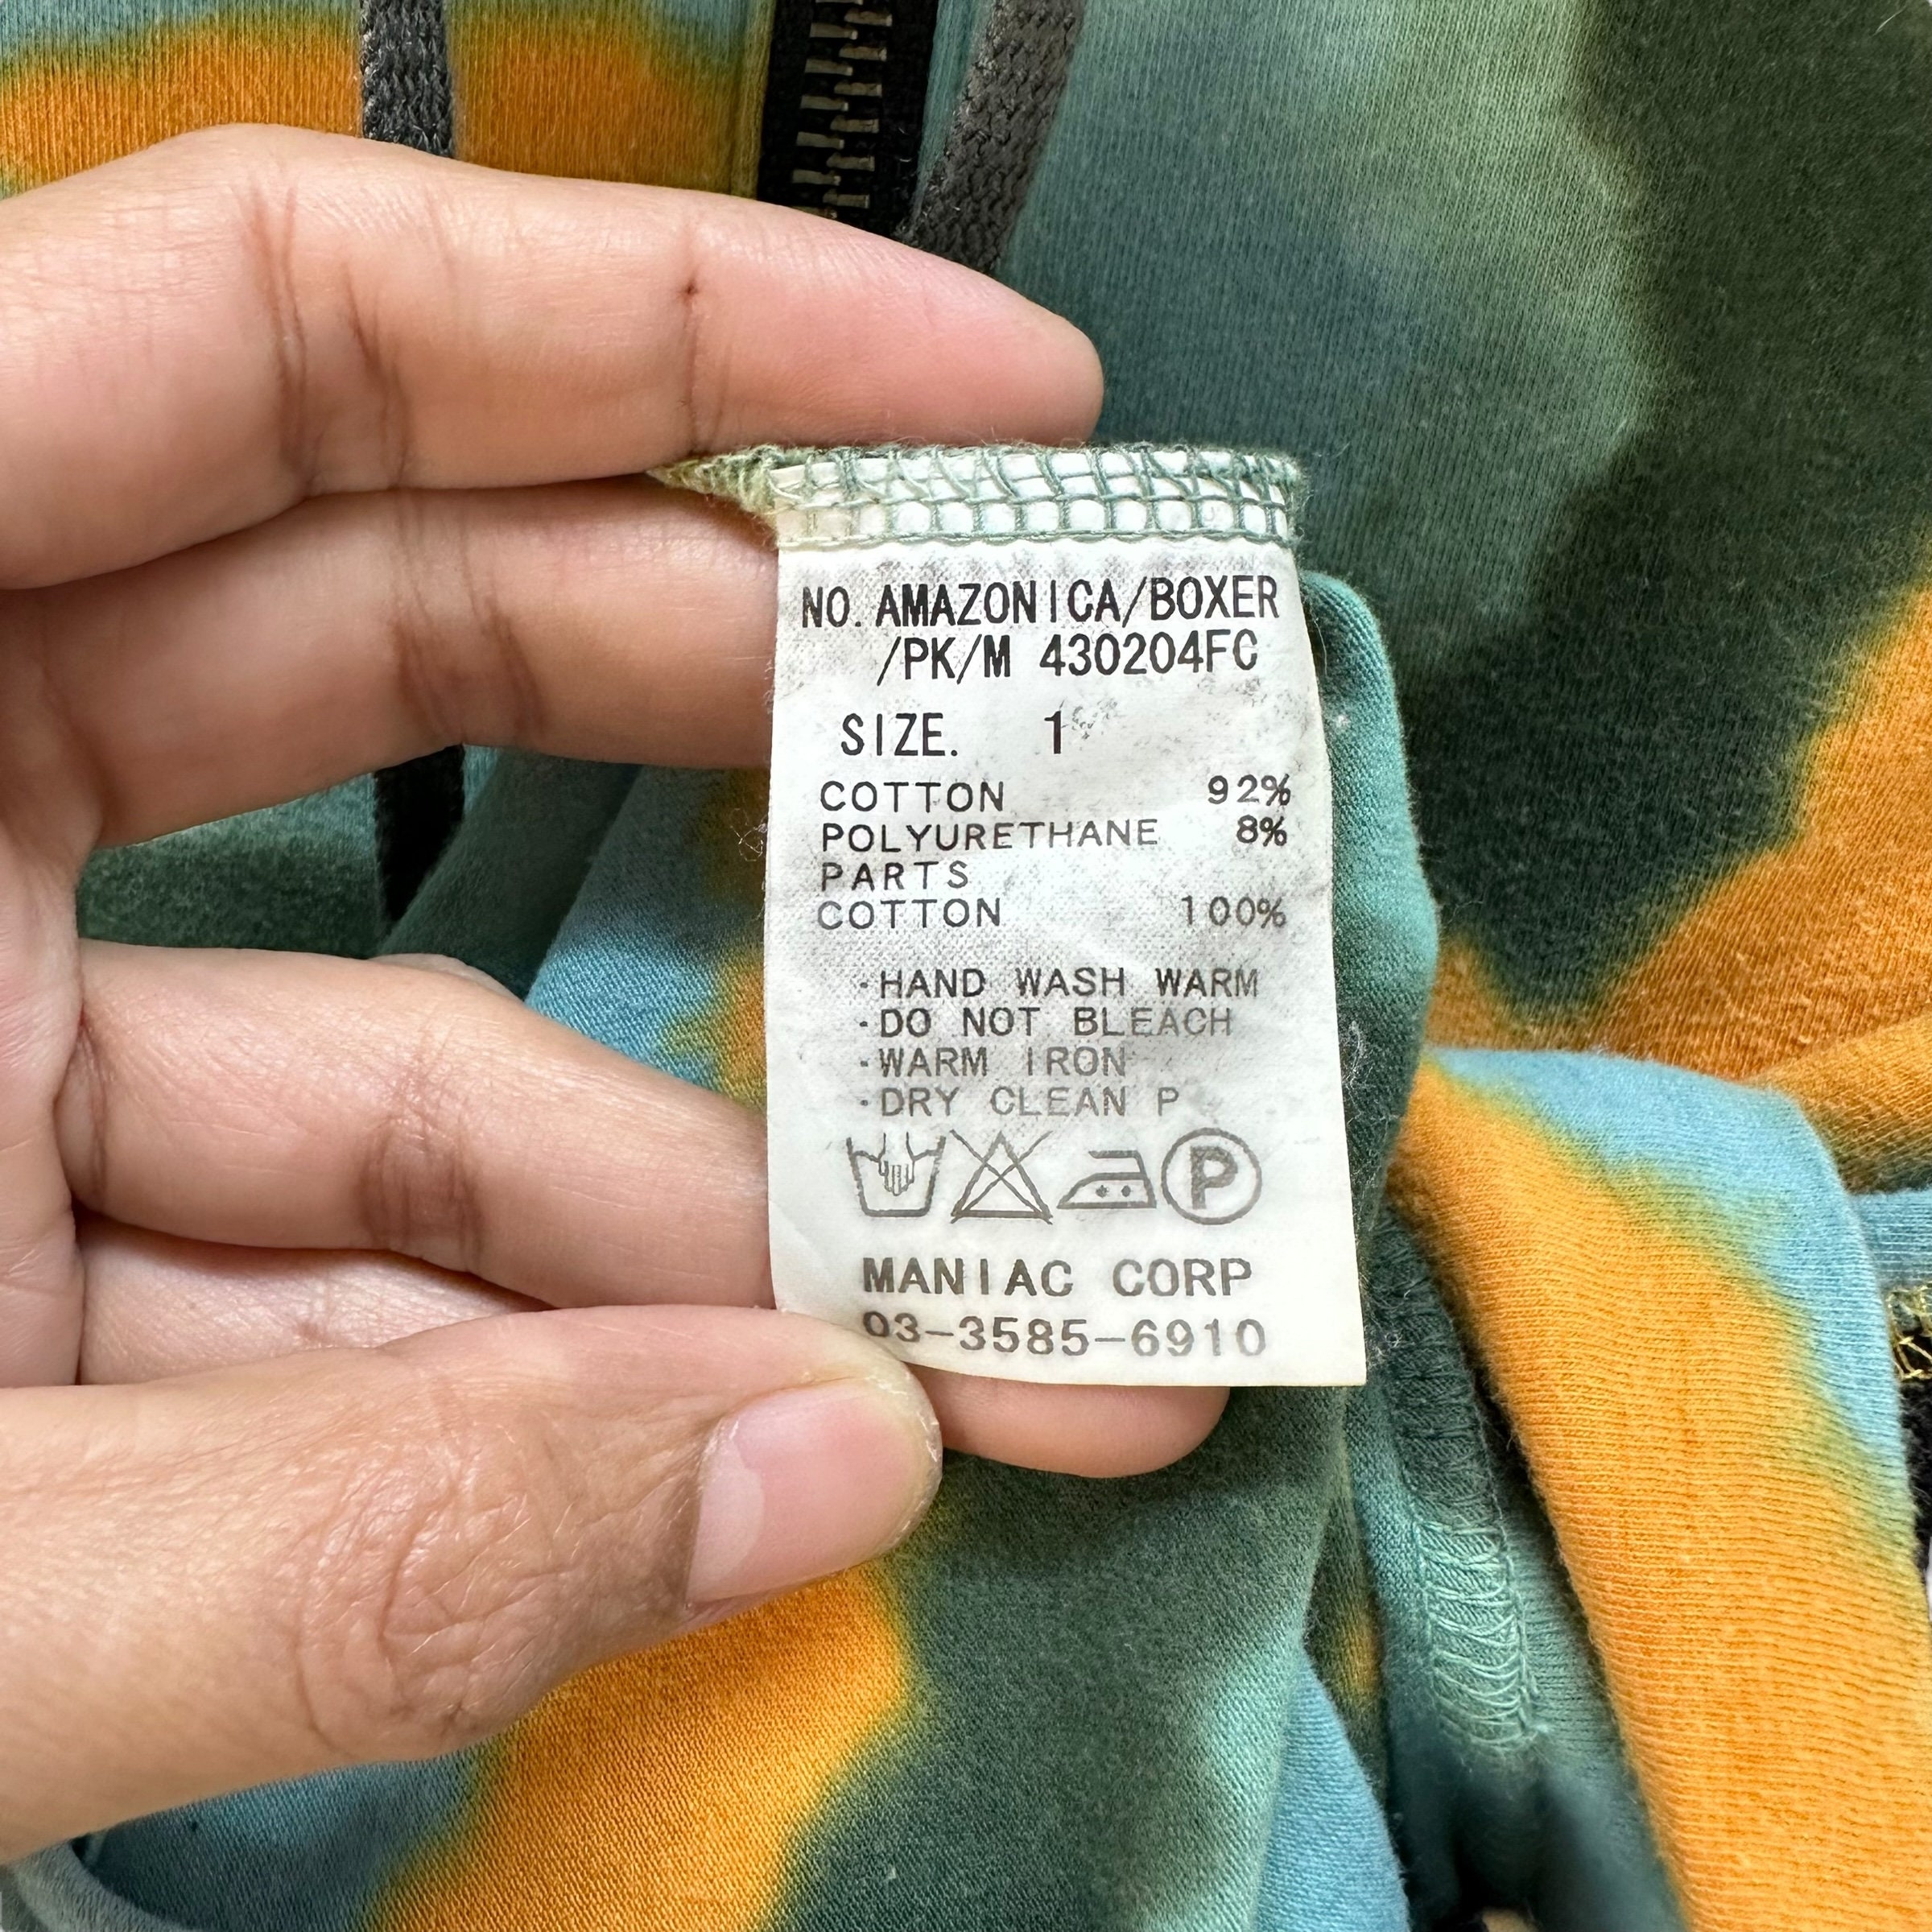 NO. AMAZONICA/BOXER
/PK/M 430204FC
SIZE. 1
COTTON 92%
POLYURETHANE 8%
PARTS
COTTON 100%
·HAND WASH WARM
·DO NOT BLEACH
·WARM IRON
·DRY CLEAN P
P
MANIAC CORP
03-3585-6910